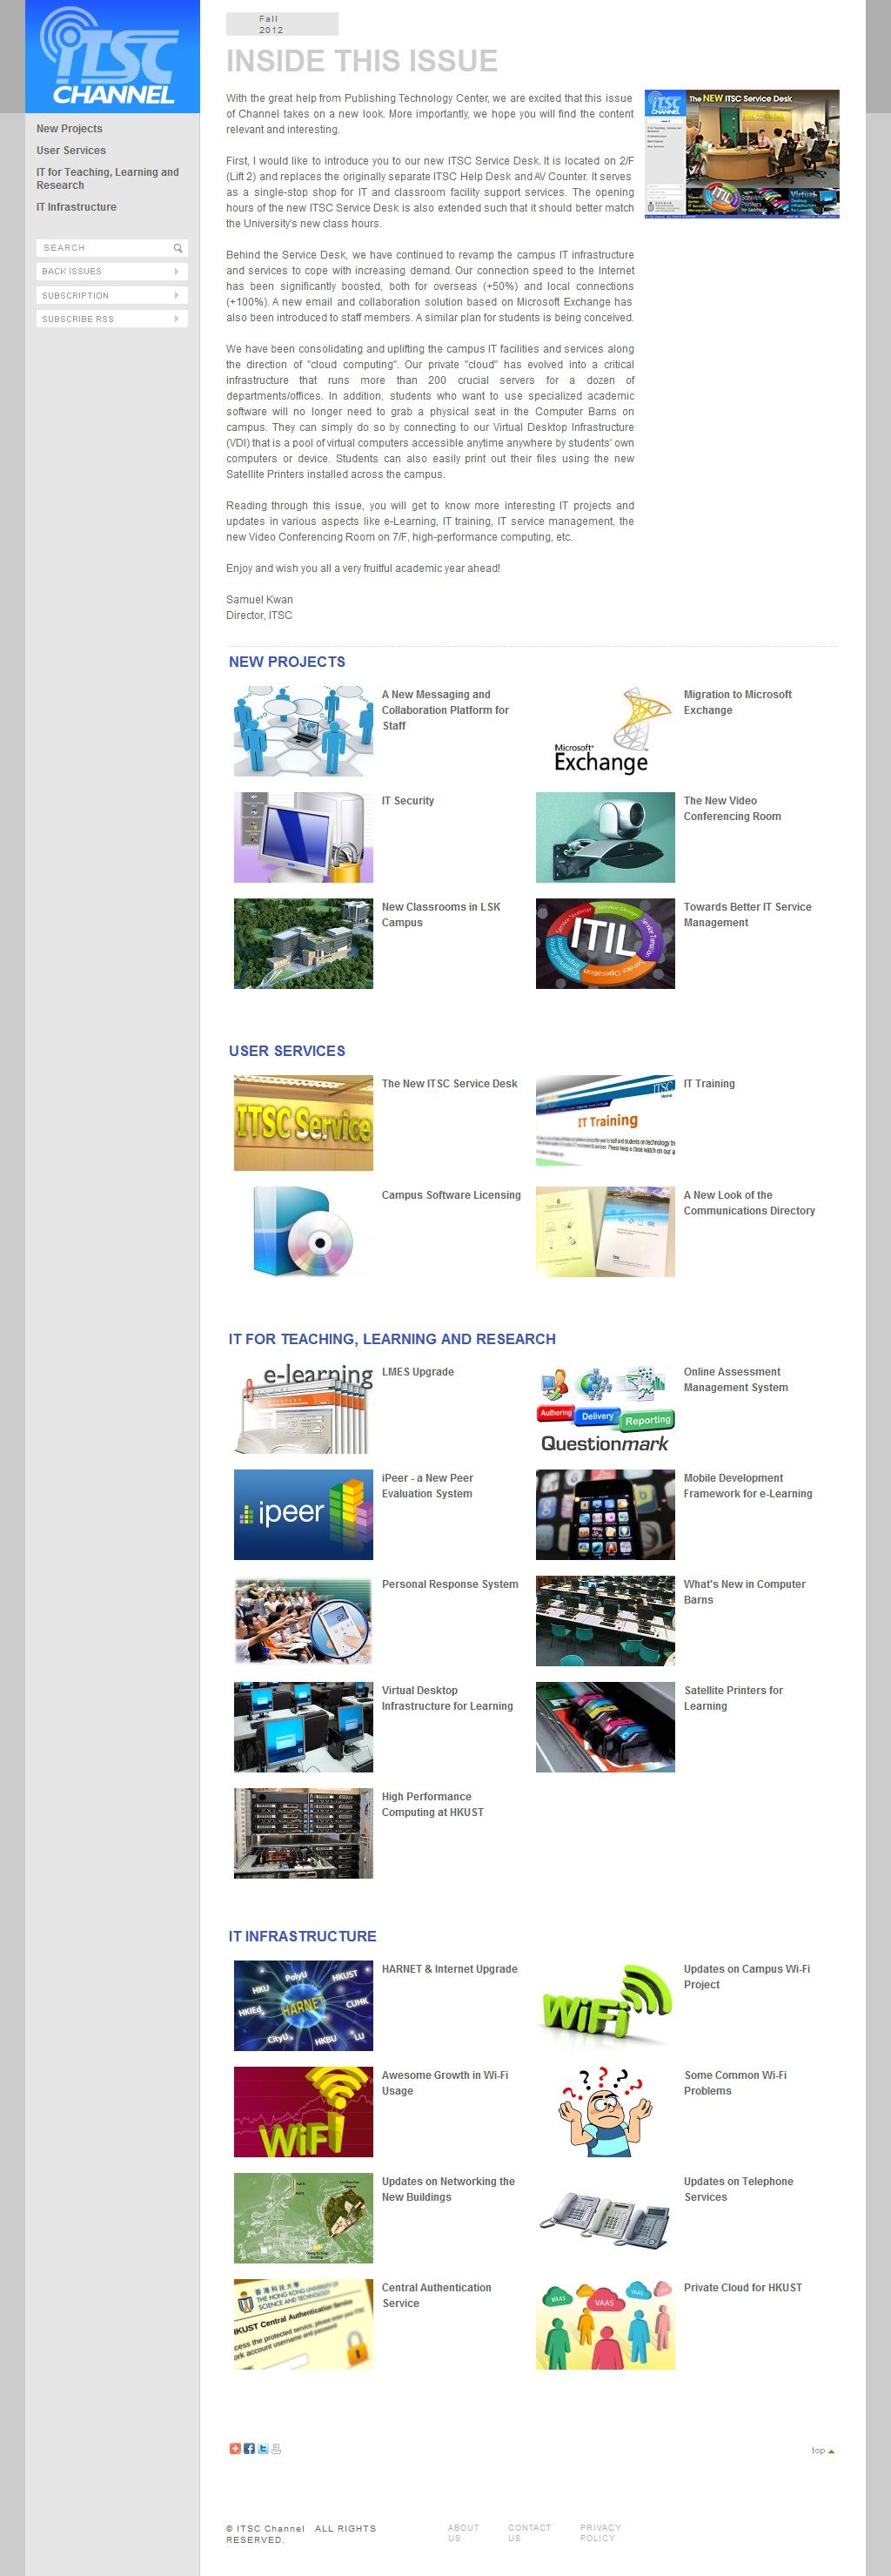 iTSC
CHANNEL
New Projects
User Services
IT for Teaching, Learning and
Research
IT Infrastructure
SEARCH
BACK ISSUES
SUBSCRIPTION
SUBSCRIBE RSS
Fall
2012
INSIDE THIS ISSUE
With the great help from Publishing Technology Center, we are excited that this issue
of Channel takes on a new look. More importantly, we hope you will find the content
relevant and interesting.
First, I would like to introduce you to our new ITSC Service Desk. It is located on 2/F
(Lift 2) and replaces the originally separate ITSC Help Desk and AV Counter. It serves
as a single-stop shop for IT and classroom facility support services. The opening
hours of the new ITSC Service Desk is also extended such that it should better match
the University's new class hours.
Behind the Service Desk, we have continued to revamp the campus IT infrastructure
and services to cope with increasing demand. Our connection speed to the Internet
has been significantly boosted, both for overseas (+50%) and local connections
(+100%). A new email and collaboration solution based on Microsoft Exchange has
also been introduced to staff members. A similar plan for students is being conceived.
We have been consolidating and uplifting the campus IT facilities and services along
the direction of "cloud computing". Our private "cloud" has evolved into a critical
infrastructure that runs more than 200 crucial servers for a dozen of
departments/offices. In addition, students who want to use specialized academic
software will no longer need to grab a physical seat in the Computer Barns on
campus. They can simply do so by connecting to our Virtual Desktop Infrastructure
(VDI) that is a pool of virtual computers accessible anytime anywhere by students' own
computers or device. Students can also easily print out their files using the new
Satellite Printers installed across the campus.
Reading through this issue, you will get to know more interesting IT projects and
updates in various aspects like e-Learning, IT training, IT service management, the
new Video Conferencing Room on 7/F, high-performance computing, etc.
Enjoy and wish you all a very fruitful academic year ahead!
Samuel Kwan
Director, ITSC
The NEW ITSC Service Desk
ITIL
NEW PROJECTS
A New Messaging and
Collaboration Platform for
Staff
Microsoft®
Exchange
Migration to Microsoft
Exchange
IT Security
The New Video
Conferencing Room
New Classrooms in LSK
Campus
ITIL
Service Design
Service Transition
Service Operation
Service Strategy
Towards Better IT Service
Management
USER SERVICES
ITSC Service
The New ITSC Service Desk
ITSC
Home
IT Training
IT Training
Campus Software Licensing
A New Look of the
Communications Directory
IT FOR TEACHING, LEARNING AND RESEARCH
e-learning
LMES Upgrade
Authoring
Delivery
Reporting
Questionmark
Online Assessment
Management System
ipeer
iPeer - a New Peer
Evaluation System
Mobile Development
Framework for e-Learning
Personal Response System
What's New in Computer
Barns
Virtual Desktop
Infrastructure for Learning
Satellite Printers for
Learning
High Performance
Computing at HKUST
IT INFRASTRUCTURE
HKU
PolyU
HKUST
HKIEd
HARNET
CUHK
CityU
HKBU
LU
HARNET & Internet Upgrade
WiFi
Updates on Campus Wi-Fi
Project
WiFi
Awesome Growth in Wi-Fi
Usage
? ? ? ?
Some Common Wi-Fi
Problems
Updates on Networking the
New Buildings
Updates on Telephone
Services
香港科技大學
THE HONG KONG UNIVERSITY OF
SCIENCE AND TECHNOLOGY
HKUST Central Authentication Service
Central Authentication
Service
VAAS
VAAS
VAAS
Private Cloud for HKUST
top
© ITSC Channel ALL RIGHTS
RESERVED.
ABOUT
US
CONTACT
US
PRIVACY
POLICY